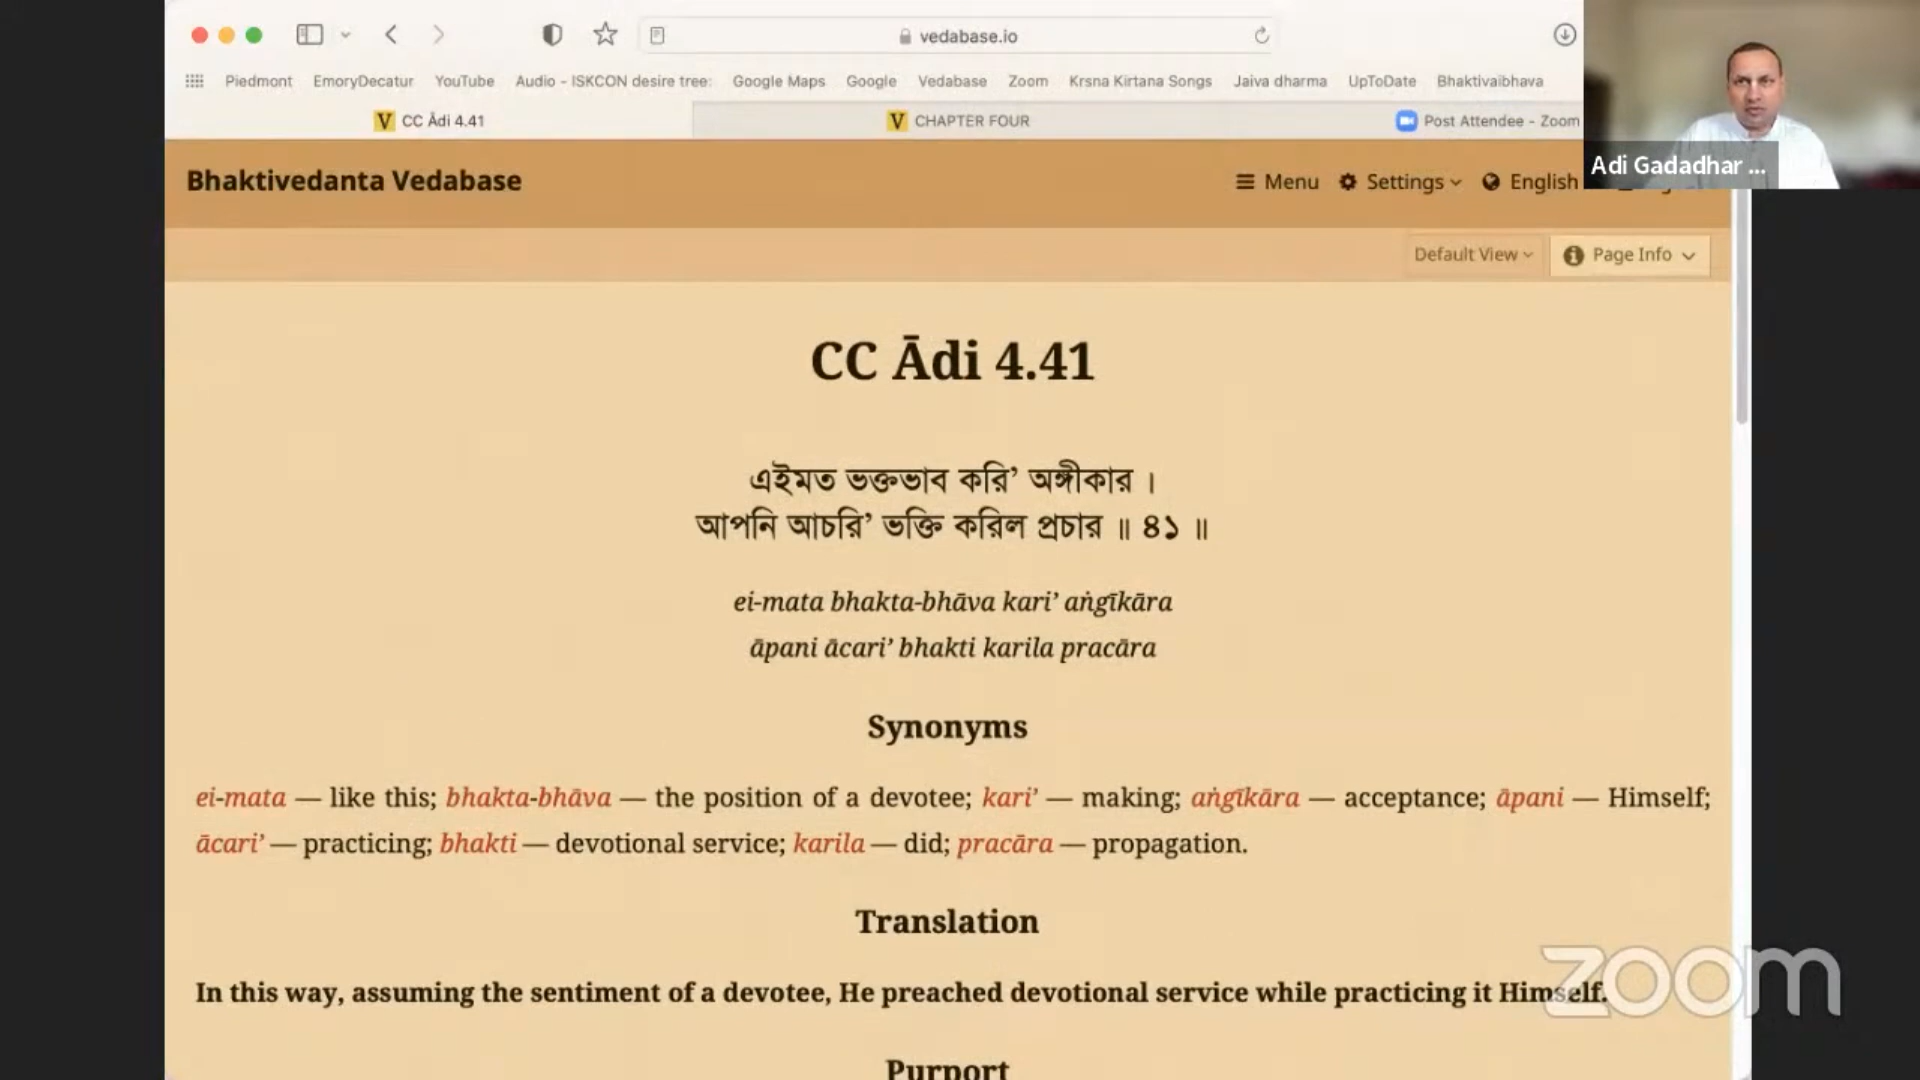 vedabase.io
Piedmont EmoryDecatur YouTube Audio - ISKCON desire tree: Google Maps Google Vedabase Zoom Krsna Kirtana Songs Jaiva dharma UpToDate Bhaktivaibhava
V CC Ādi 4.41 V CHAPTER FOUR Post Attendee - Zoom
Adi Gadadhar ...
Bhaktivedanta Vedabase Menu Settings English
Default View Page Info
CC Ādi 4.41
এইমত ভক্তভাব করি’ অঙ্গীকার ।
আপনি আচরি’ ভক্তি করিল প্রচার ॥ ৪১ ॥
ei-mata bhakta-bhāva kari’ aṅgīkāra
āpani ācari’ bhakti karila pracāra
Synonyms
ei-mata — like this; bhakta-bhāva — the position of a devotee; kari’ — making; aṅgīkāra — acceptance; āpani — Himself;
ācari’ — practicing; bhakti — devotional service; karila — did; pracāra — propagation.
Translation
In this way, assuming the sentiment of a devotee, He preached devotional service while practicing it Himself.
zoom
Purport